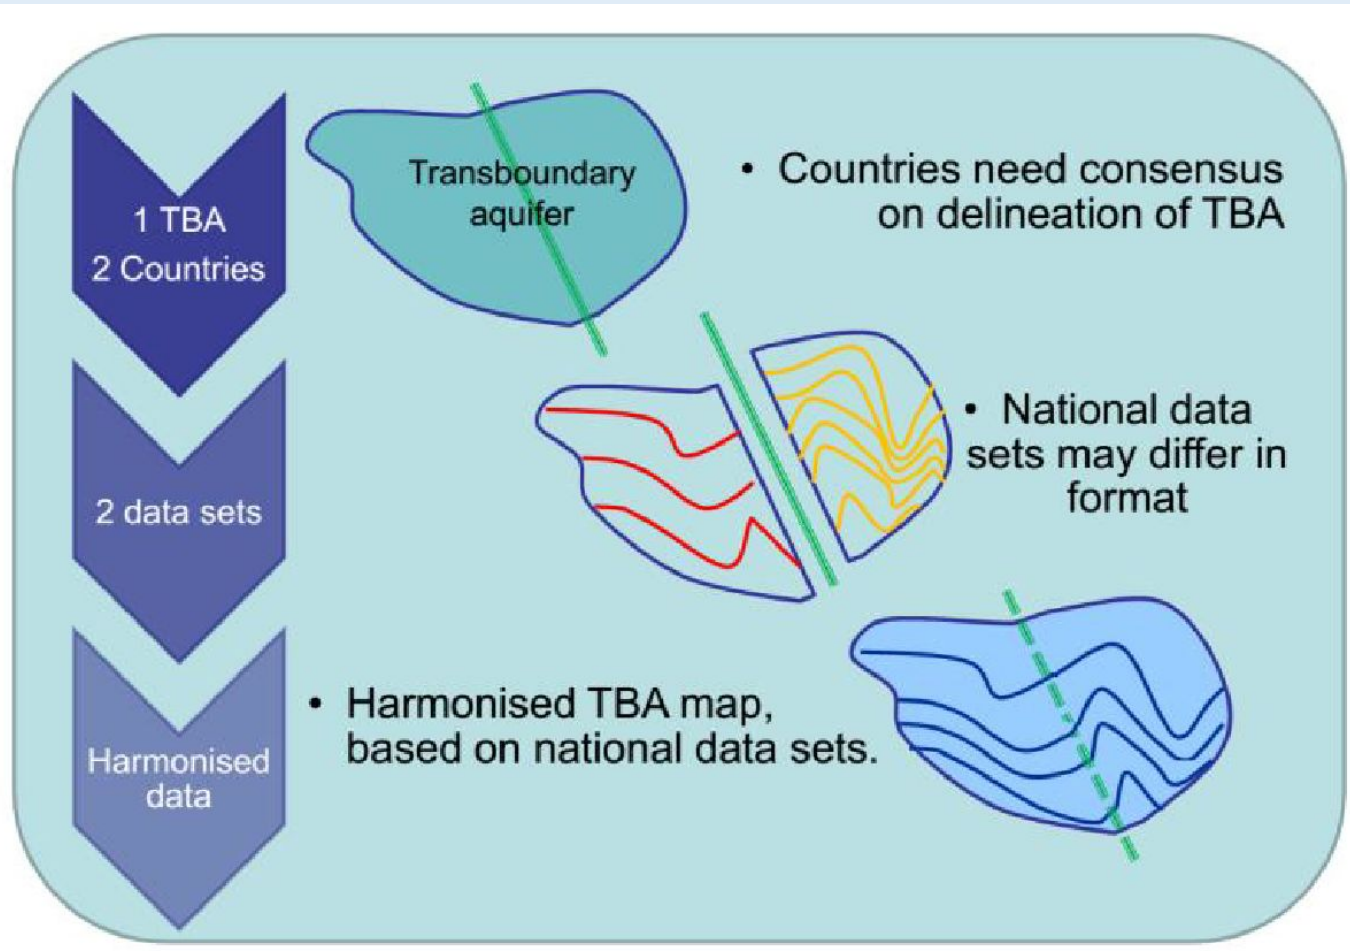 1 TBA
2 Countries
Transboundary
aquifer
• Countries need consensus
on delineation of TBA
2 data sets
• National data
sets may differ in
format
Harmonised
data
• Harmonised TBA map,
based on national data sets.